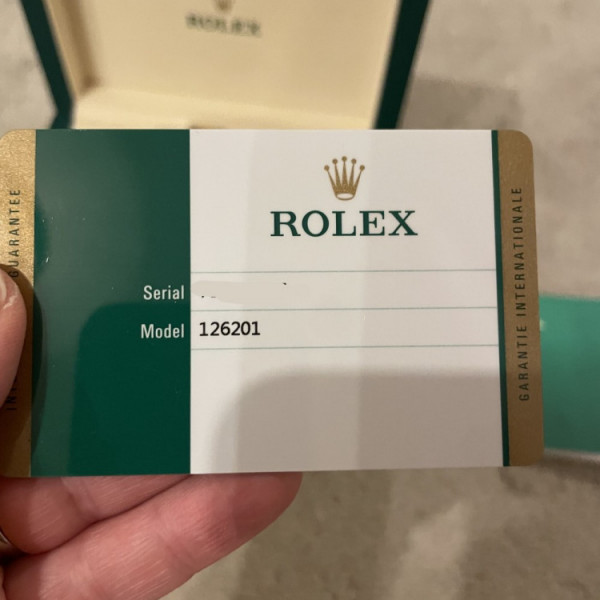 ROLEX
ROLEX
Serial
Model 126201
GUARANTEE
GARANTIE INTERNATIONALE